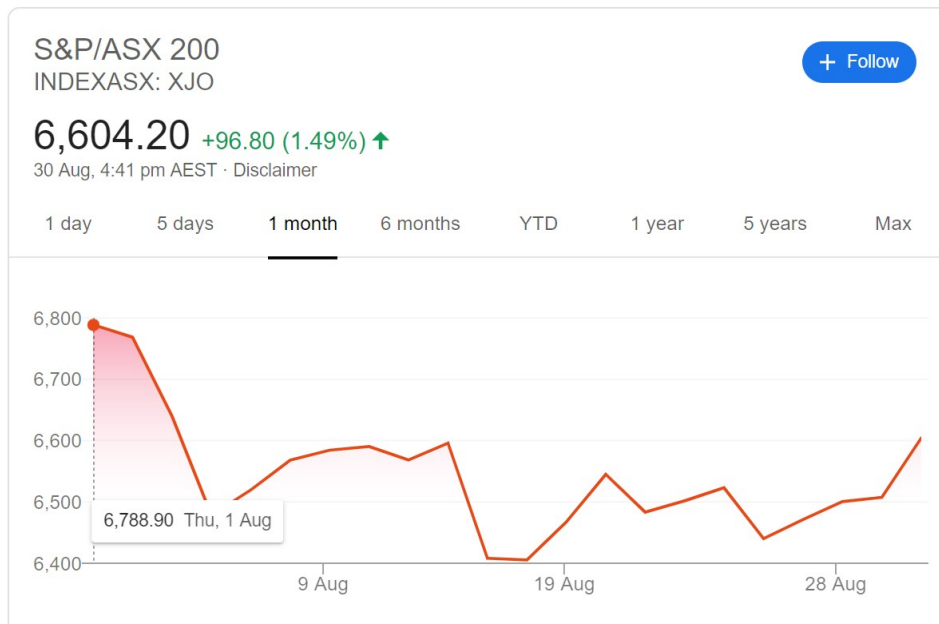 S&P/ASX 200
INDEXASX: XJO
+ Follow
6,604.20 +96.80 (1.49%) ↑
30 Aug, 4:41 pm AEST · Disclaimer
1 day 5 days 1 month 6 months YTD 1 year 5 years Max
6,800
6,700
6,600
6,500
6,788.90 Thu, 1 Aug
6,400
9 Aug 19 Aug 28 Aug